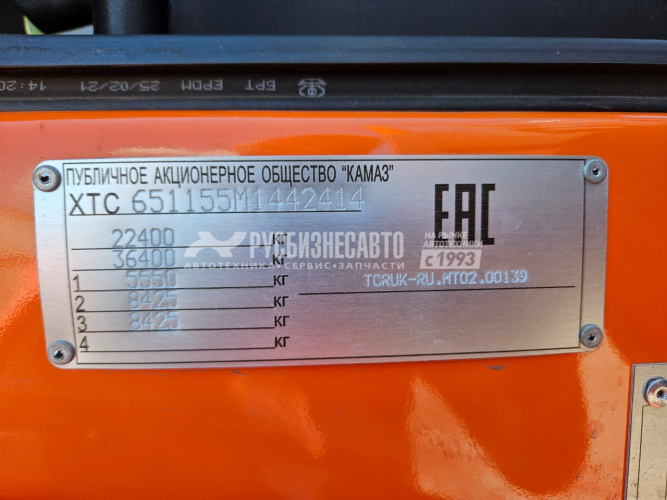 14:20 25/02/21 EPDM БРТ
ПУБЛИЧНОЕ АКЦИОНЕРНОЕ ОБЩЕСТВО "КАМАЗ"
XTC 651155M1442414
EAC
22400 КГ
36400 КГ
1 5550 КГ
2 8425 КГ
3 8425 КГ
4 КГ
TCRUK-RU.MT02.00139
РУСБИЗНЕСАВТО
АВТОТЕХНИКА•СЕРВИС•ЗАПЧАСТИ
НА РЫНКЕ
АВТОТЕХНИКИ
с 1993